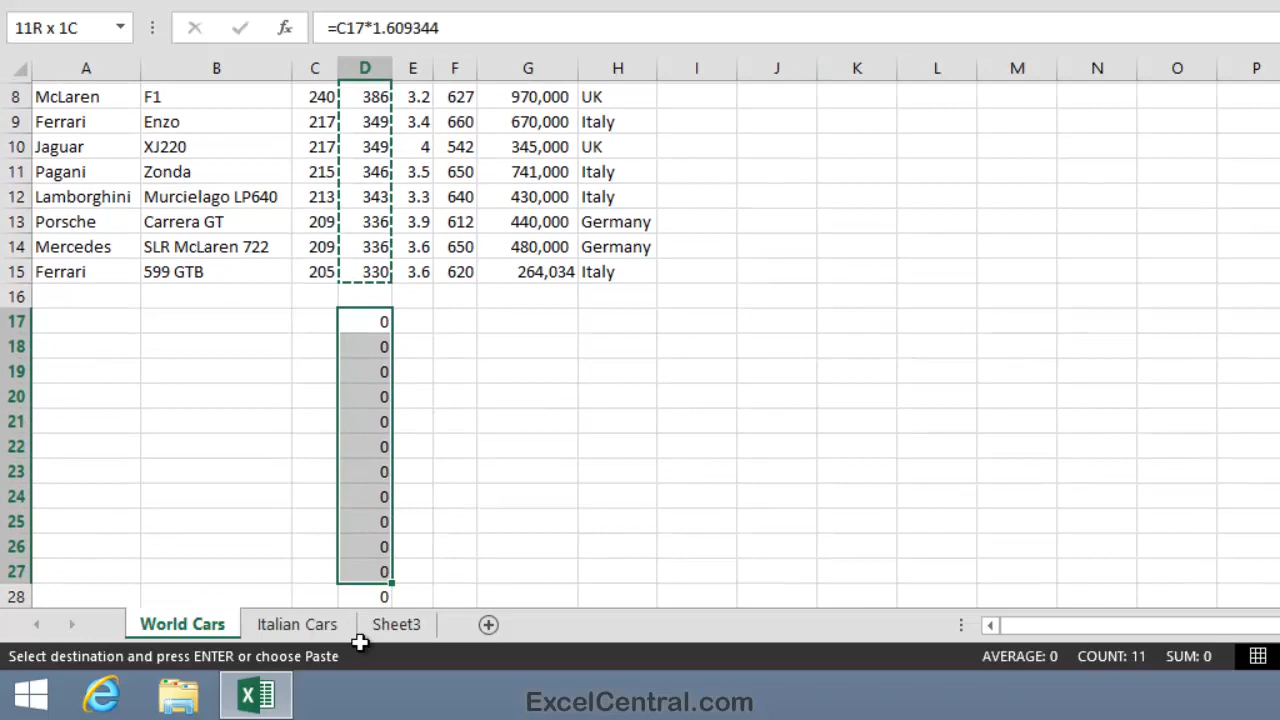 11R x 1C fx =C17*1.609344
A B C D E F G H I J K L M N O P
8 McLaren F1 240 386 3.2 627 970,000 UK
9 Ferrari Enzo 217 349 3.4 660 670,000 Italy
10 Jaguar XJ220 217 349 4 542 345,000 UK
11 Pagani Zonda 215 346 3.5 650 741,000 Italy
12 Lamborghini Murcielago LP640 213 343 3.3 640 430,000 Italy
13 Porsche Carrera GT 209 336 3.9 612 440,000 Germany
14 Mercedes SLR McLaren 722 209 336 3.6 650 480,000 Germany
15 Ferrari 599 GTB 205 330 3.6 620 264,034 Italy
16
17 0
18 0
19 0
20 0
21 0
22 0
23 0
24 0
25 0
26 0
27 0
28 0
World Cars Italian Cars Sheet3
Select destination and press ENTER or choose Paste AVERAGE: 0 COUNT: 11 SUM: 0
ExcelCentral.com